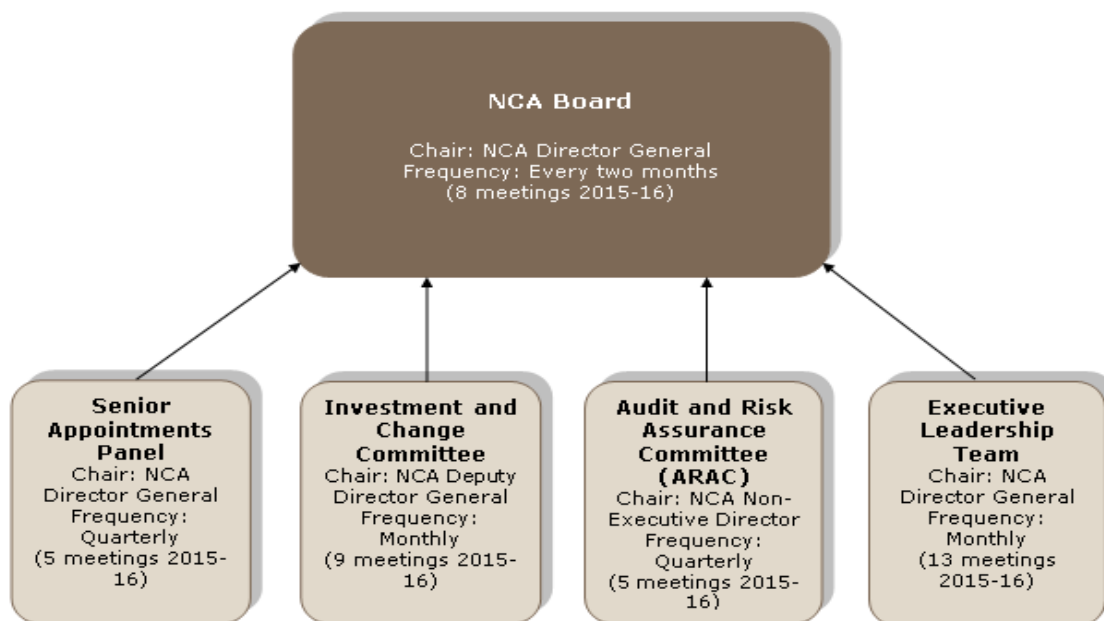 NCA Board
Chair: NCA Director General
Frequency: Every two months
(8 meetings 2015-16)
Senior
Appointments
Panel
Chair: NCA
Director General
Frequency:
Quarterly
(5 meetings 2015-
16)
Investment and
Change
Committee
Chair: NCA Deputy
Director General
Frequency:
Monthly
(9 meetings 2015-
16)
Audit and Risk
Assurance
Committee
(ARAC)
Chair: NCA Non-
Executive Director
Frequency:
Quarterly
(5 meetings 2015-
16)
Executive
Leadership
Team
Chair: NCA
Director General
Frequency:
Monthly
(13 meetings
2015-16)